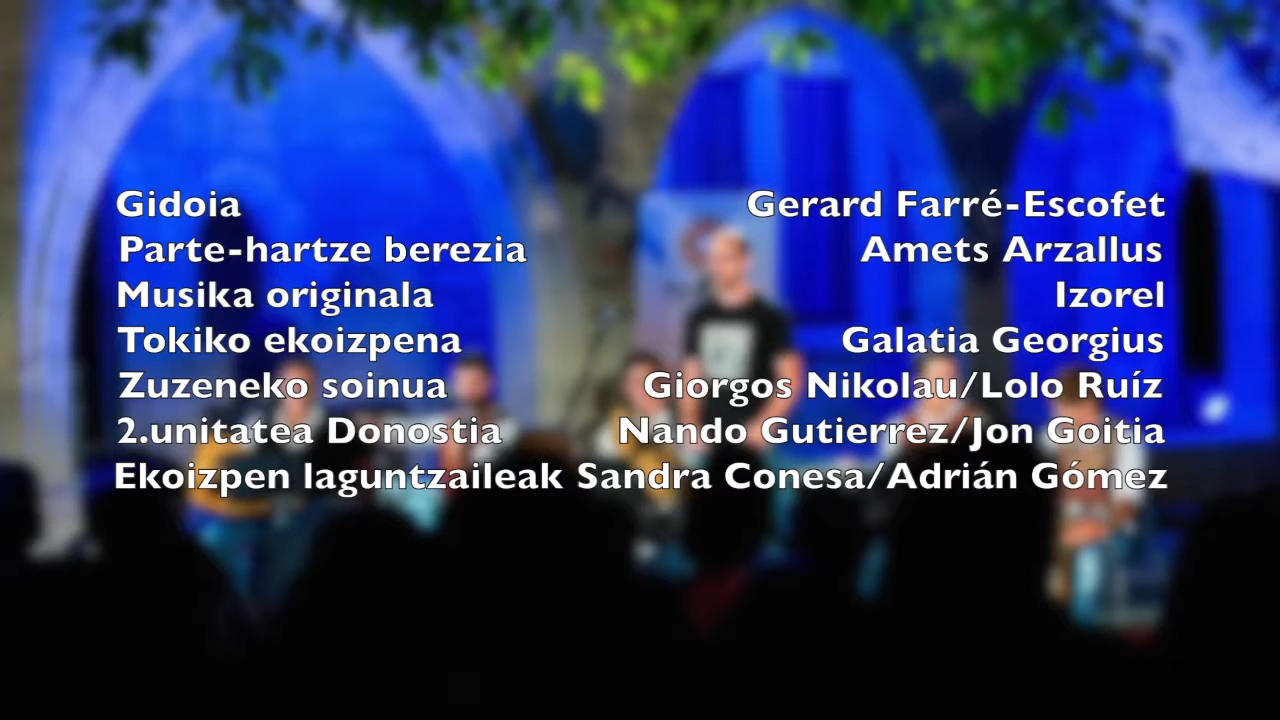 Gidoia Gerard Farré-Escofet
Parte-hartze berezia Amets Arzallus
Musika originala Izorel
Tokiko ekoizpena Galatia Georgius
Zuzeneko soinua Giorgos Nikolau/Lolo Ruíz
2.unitatea Donostia Nando Gutierrez/Jon Goitia
Ekoizpen laguntzaileak Sandra Conesa/Adrián Gómez